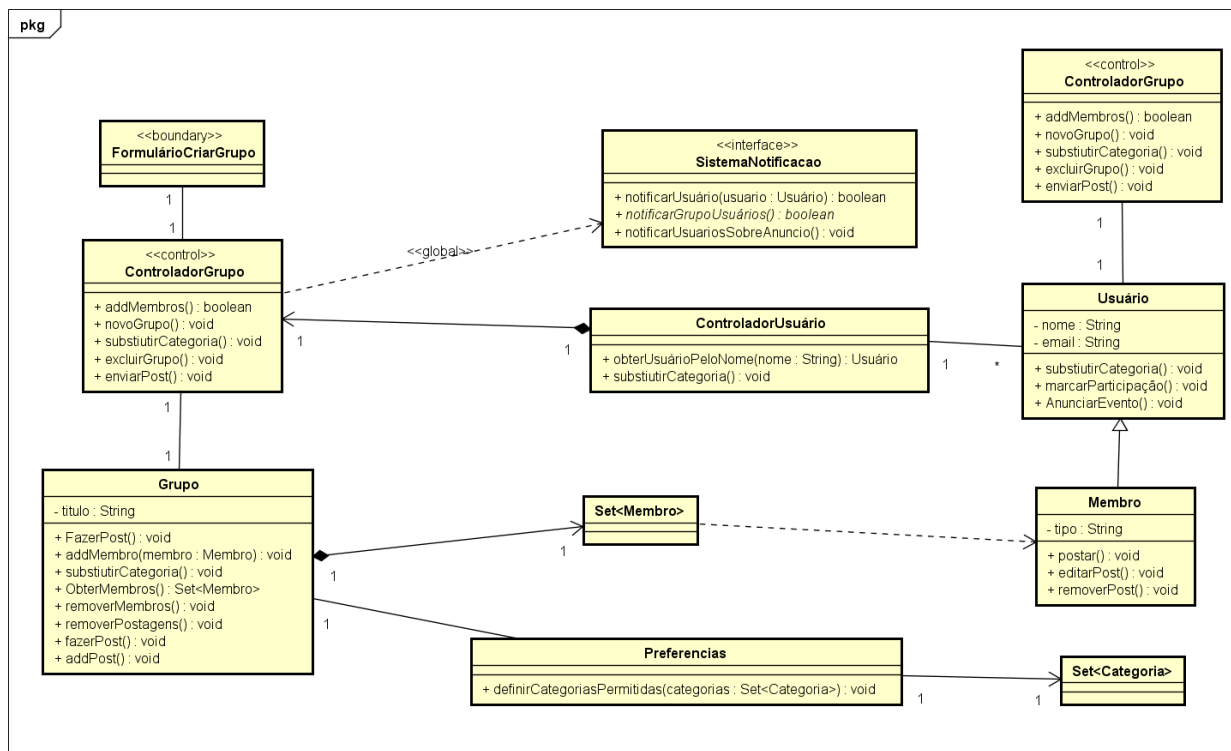 pkg
<<control>>
ControladorGrupo
+ addMembros() : boolean
+ novoGrupo() : void
+ substiutirCategoria() : void
+ excluirGrupo() : void
+ enviarPost() : void
1
1
<<boundary>>
FormulárioCriarGrupo
1
1
<<interface>>
SistemaNotificacao
+ notificarUsuário(usuario : Usuário) : boolean
+ notificarGrupoUsuários() : boolean
+ notificarUsuariosSobreAnuncio() : void
<<global>>
<<control>>
ControladorGrupo
+ addMembros() : boolean
+ novoGrupo() : void
+ substiutirCategoria() : void
+ excluirGrupo() : void
+ enviarPost() : void
1
1
ControladorUsuário
+ obterUsuárioPeloNome(nome : String) : Usuário
+ substiutirCategoria() : void
1
*
Usuário
- nome : String
- email : String
+ substiutirCategoria() : void
+ marcarParticipação() : void
+ AnunciarEvento() : void
1
1
Grupo
- titulo : String
+ FazerPost() : void
+ addMembro(membro : Membro) : void
+ substiutirCategoria() : void
+ ObterMembros() : Set<Membro>
+ removerMembros() : void
+ removerPostagens() : void
+ fazerPost() : void
+ addPost() : void
1
1
Set<Membro>
Membro
- tipo : String
+ postar() : void
+ editarPost() : void
+ removerPost() : void
1
Preferencias
+ definirCategoriasPermitidas(categorias : Set<Categoria>) : void
1
1
Set<Categoria>